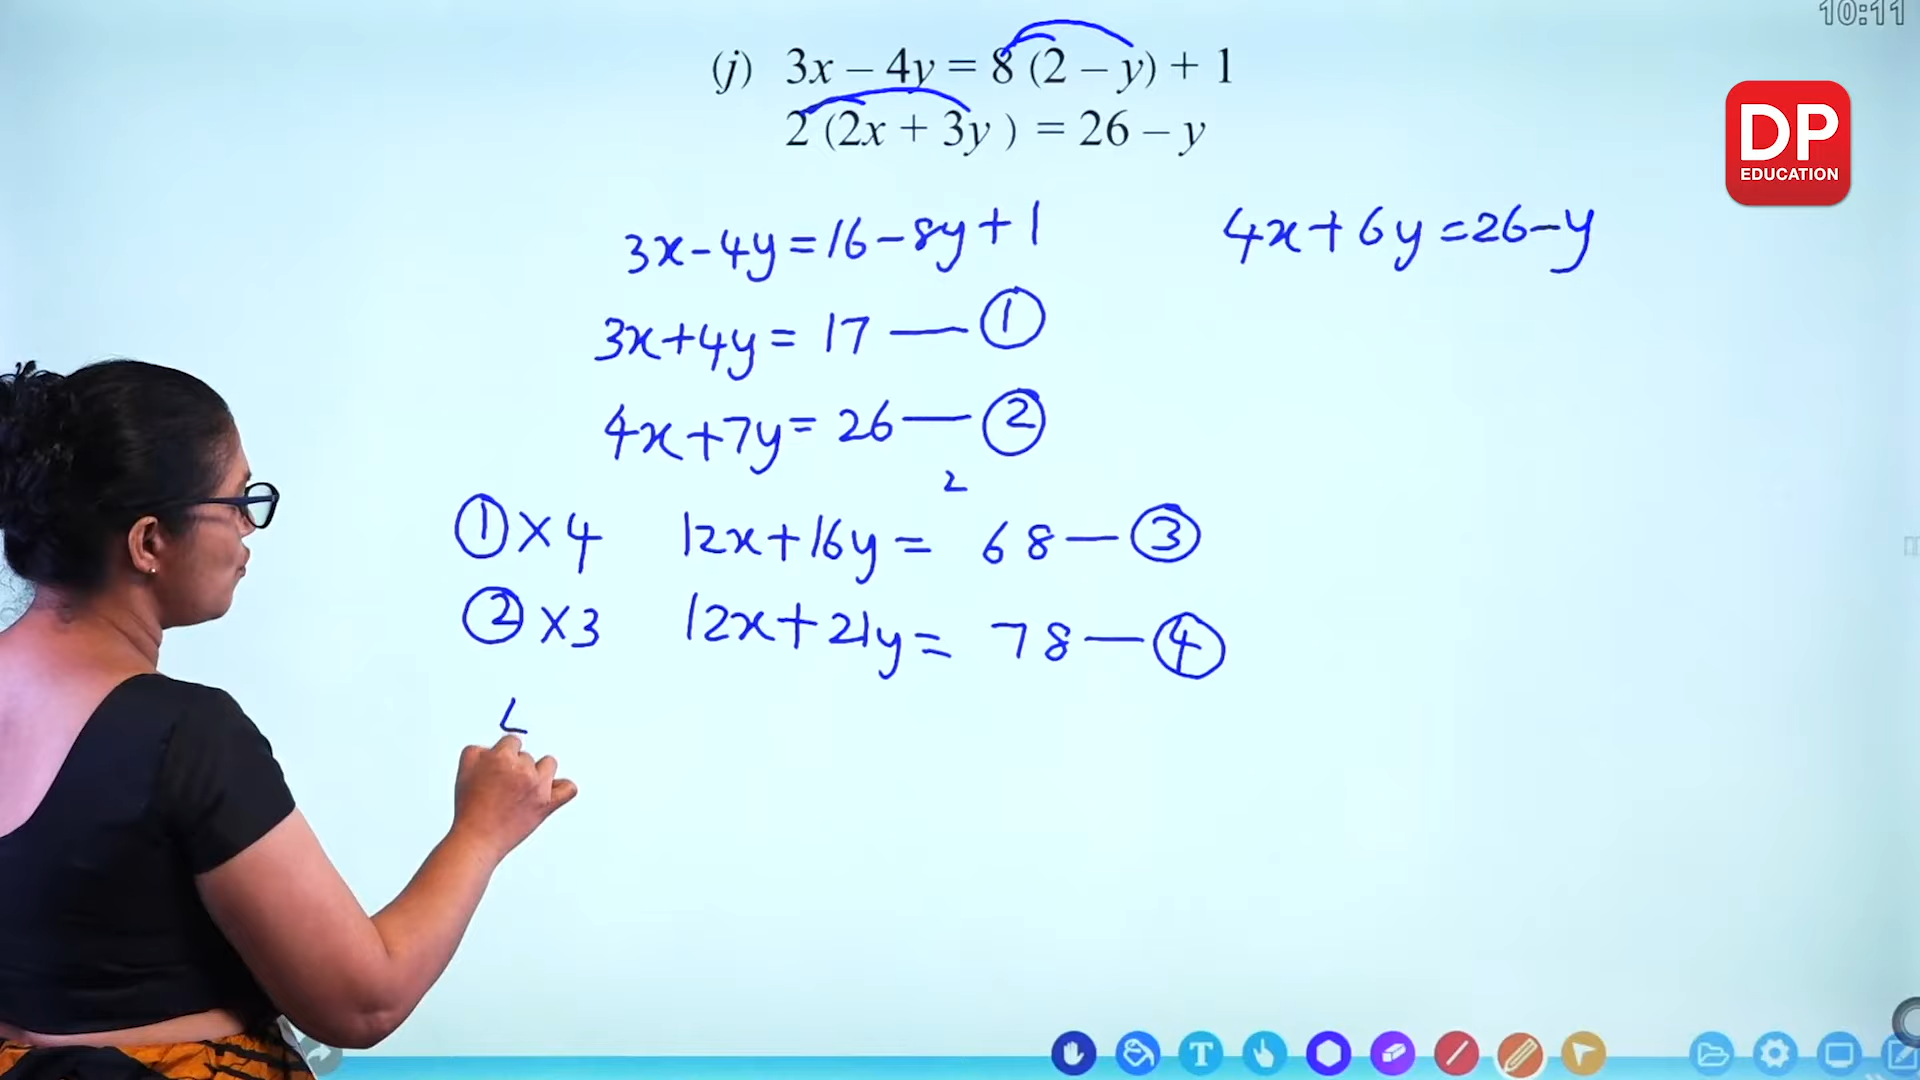 10:11
(j) 3x – 4y = 8 (2 – y) + 1
2 (2x + 3y ) = 26 – y
DP
EDUCATION
3x-4y=16-8y+1
4x+6y=26-y
3x+4y= 17 — ①
4x+7y= 26 — ②
2
① × 4 12x+16y = 68 — ③
② ×3 12x+21y = 78 — ④
T